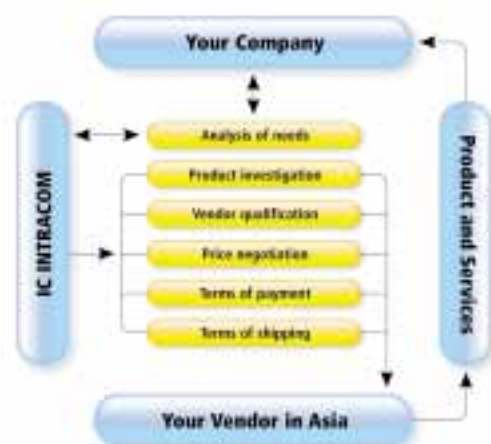 Your Company
Analysis of needs
Product investigation
Vendor qualification
Price negotiation
Terms of payment
Terms of shipping
IC INTRACOM
Product and Services
Your Vendor in Asia